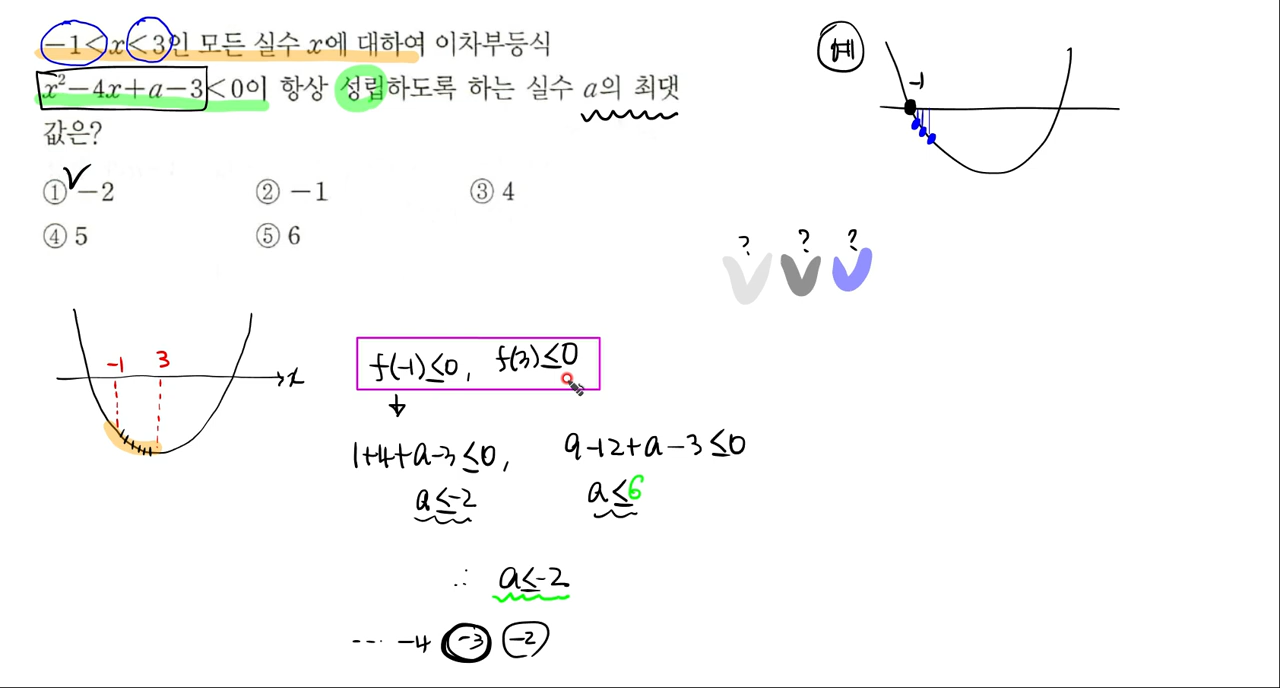 -1<x<3인 모든 실수 x에 대하여 이차부등식
x²-4x+a-3<0이 항상 성립하도록 하는 실수 a의 최댓
값은?
① -2 ② -1 ③ 4
④ 5 ⑤ 6
-1
? ? ?
-1 3
x
f(-1)≤0, f(3)≤0
1+4+a-3≤0, 9-12+a-3≤0
a≤-2 a≤6
∴ a≤-2
···· -4 -3 -2